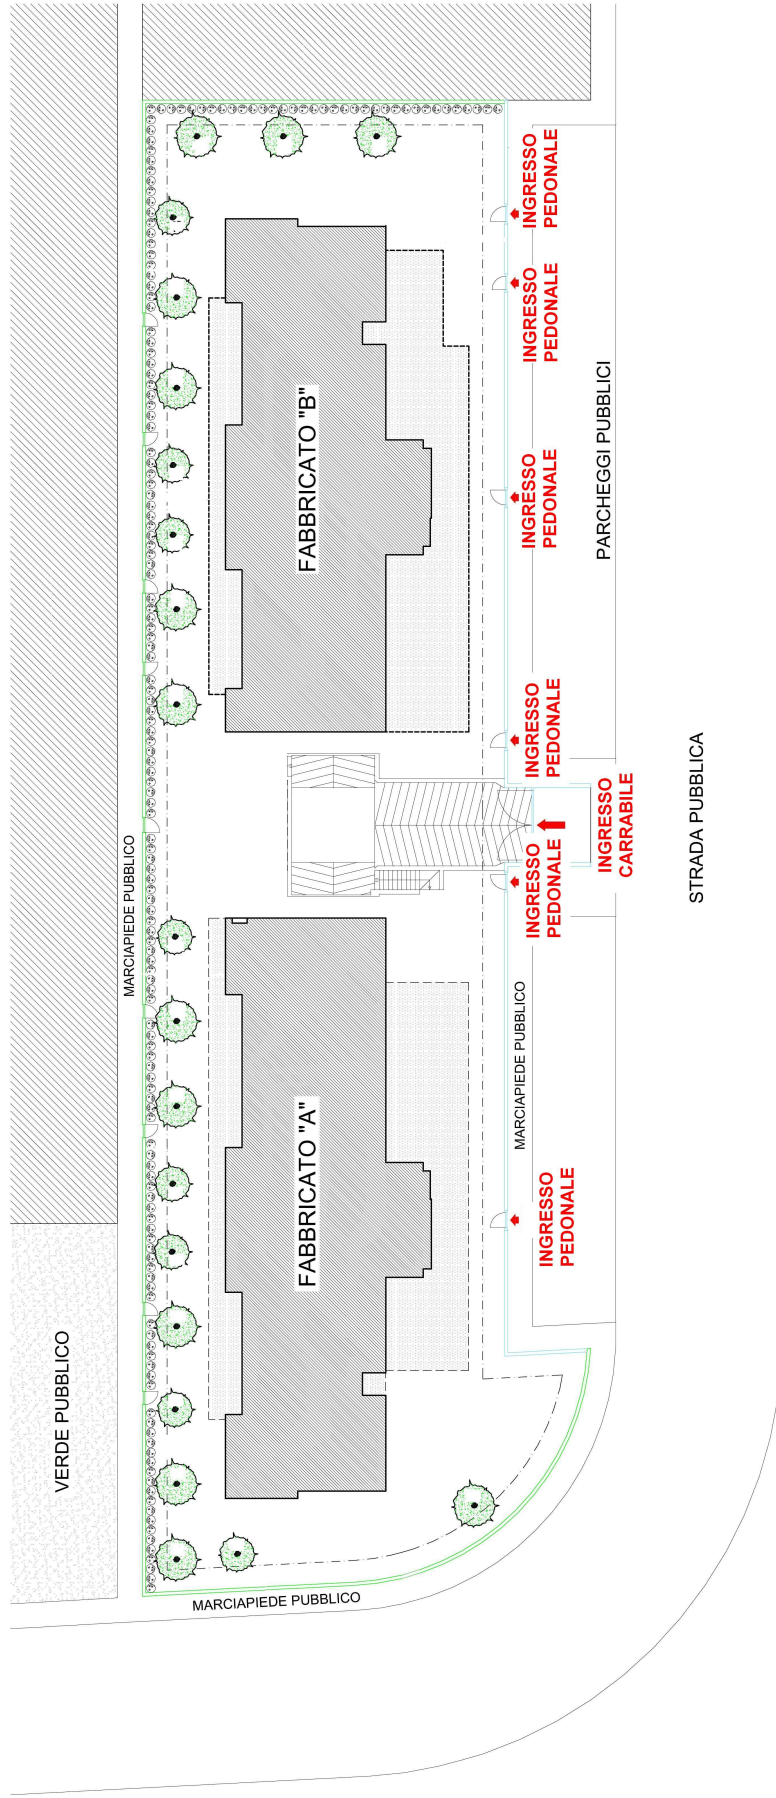 INGRESSO
PEDONALE
INGRESSO
PEDONALE
PARCHEGGI PUBBLICI
FABBRICATO "B"
INGRESSO
PEDONALE
INGRESSO
PEDONALE
STRADA PUBBLICA
INGRESSO
CARRABILE
MARCIAPIEDE PUBBLICO
INGRESSO
PEDONALE
MARCIAPIEDE PUBBLICO
FABBRICATO "A"
INGRESSO
PEDONALE
VERDE PUBBLICO
MARCIAPIEDE PUBBLICO